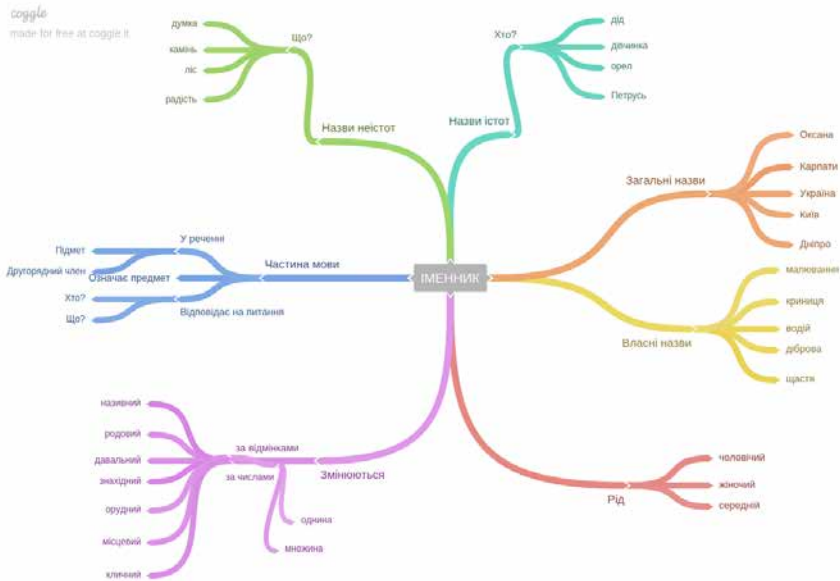 coggle
made for free at coggle.it
думка
камінь
ліс
радість
Що?
Назви неістот
Хто?
дід
дівчинка
орел
Петрусь
Назви істот
Загальні назви
Оксана
Карпати
Україна
Київ
Дніпро
Власні назви
малювання
криниця
водій
діброва
щастя
Підмет
Другорядний член
У реченні
Означає предмет
Хто?
Що?
Відповідає на питання
Частина мови
ІМЕННИК
називний
родовий
давальний
знахідний
орудний
місцевий
кличний
за відмінками
за числами
однина
множина
Змінюються
Рід
чоловічий
жіночий
середній